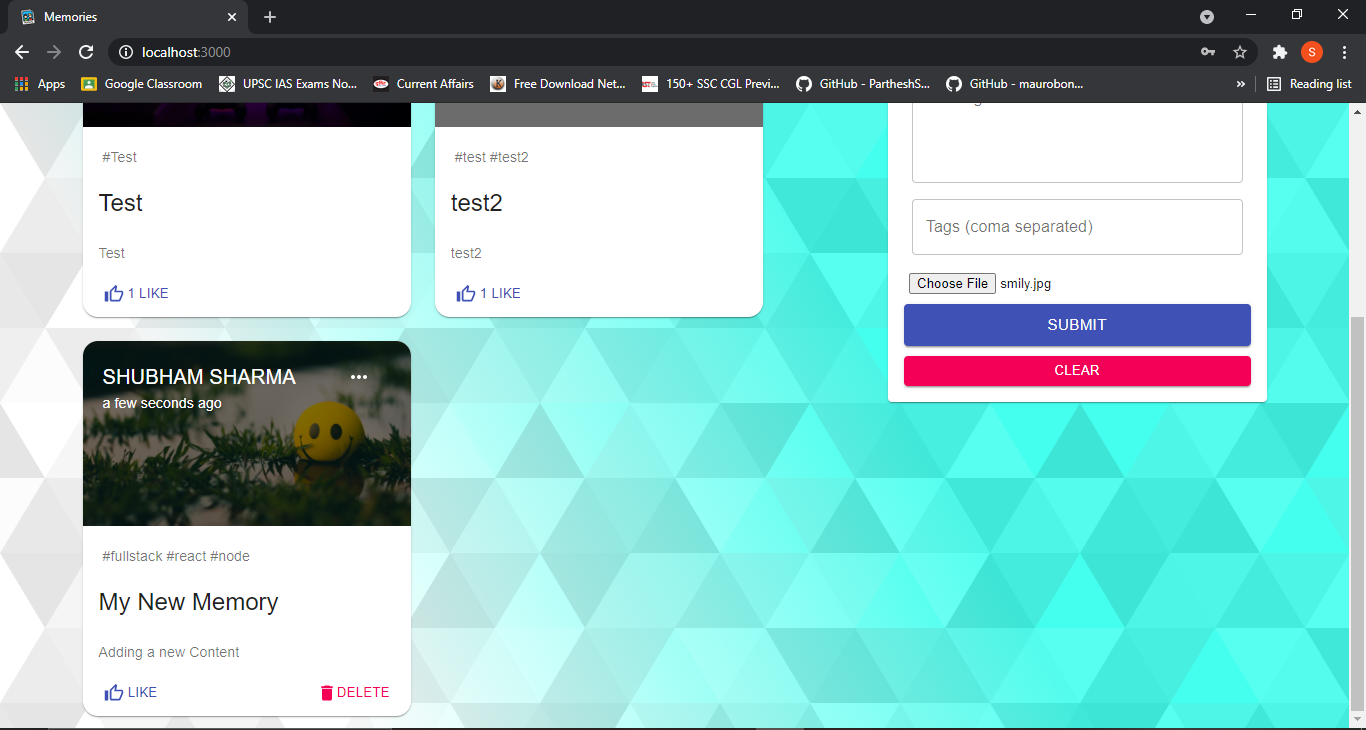 Memories
localhost:3000
S
Apps
Google Classroom
UPSC IAS Exams No...
Current Affairs
Free Download Net...
150+ SSC CGL Previ...
GitHub - PartheshS...
GitHub - maurobon...
»
Reading list
#Test
Test
Test
1 LIKE
#test #test2
test2
test2
1 LIKE
SHUBHAM SHARMA
a few seconds ago
#fullstack #react #node
My New Memory
Adding a new Content
LIKE
DELETE
Tags (coma separated)
Choose File smily.jpg
SUBMIT
CLEAR